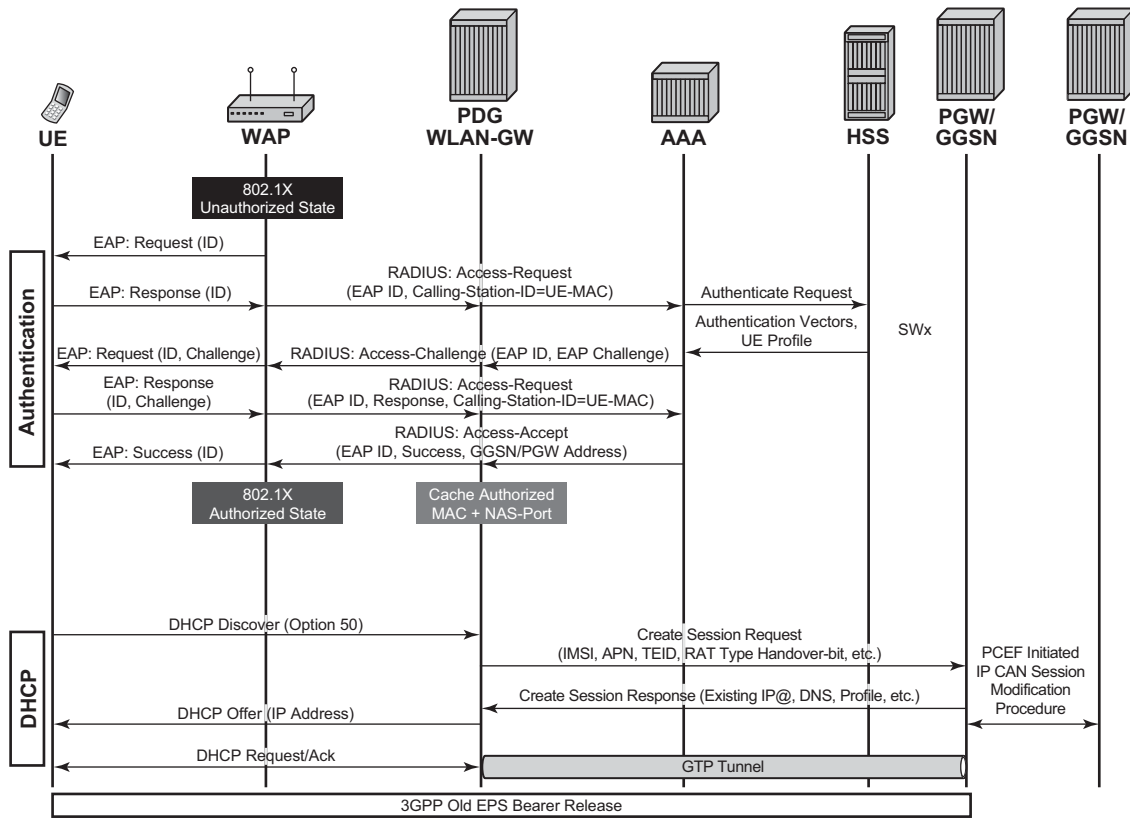 UE
WAP
PDG
WLAN-GW
AAA
HSS
PGW/
GGSN
PGW/
GGSN
802.1X
Unauthorized State
Authentication
EAP: Request (ID)
EAP: Response (ID)
RADIUS: Access-Request
(EAP ID, Calling-Station-ID=UE-MAC)
Authenticate Request
Authentication Vectors,
UE Profile
SWx
EAP: Request (ID, Challenge)
RADIUS: Access-Challenge (EAP ID, EAP Challenge)
EAP: Response
(ID, Challenge)
RADIUS: Access-Request
(EAP ID, Response, Calling-Station-ID=UE-MAC)
RADIUS: Access-Accept
(EAP ID, Success, GGSN/PGW Address)
EAP: Success (ID)
802.1X
Authorized State
Cache Authorized
MAC + NAS-Port
DHCP
DHCP Discover (Option 50)
Create Session Request
(IMSI, APN, TEID, RAT Type Handover-bit, etc.)
PCEF Initiated
IP CAN Session
Modification
Procedure
Create Session Response (Existing IP@, DNS, Profile, etc.)
DHCP Offer (IP Address)
DHCP Request/Ack
GTP Tunnel
3GPP Old EPS Bearer Release